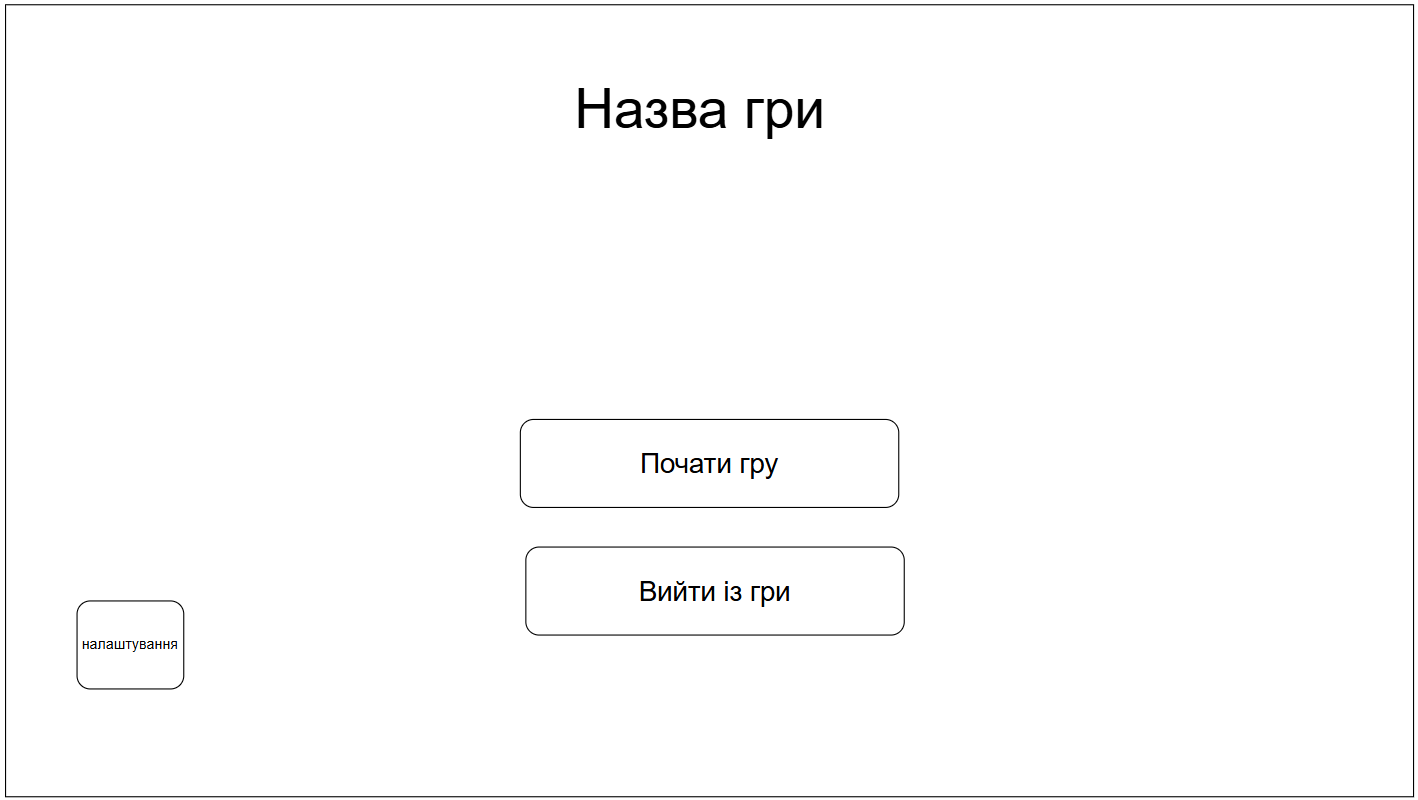 Назва гри
Почати гру
Вийти із гри
налаштування